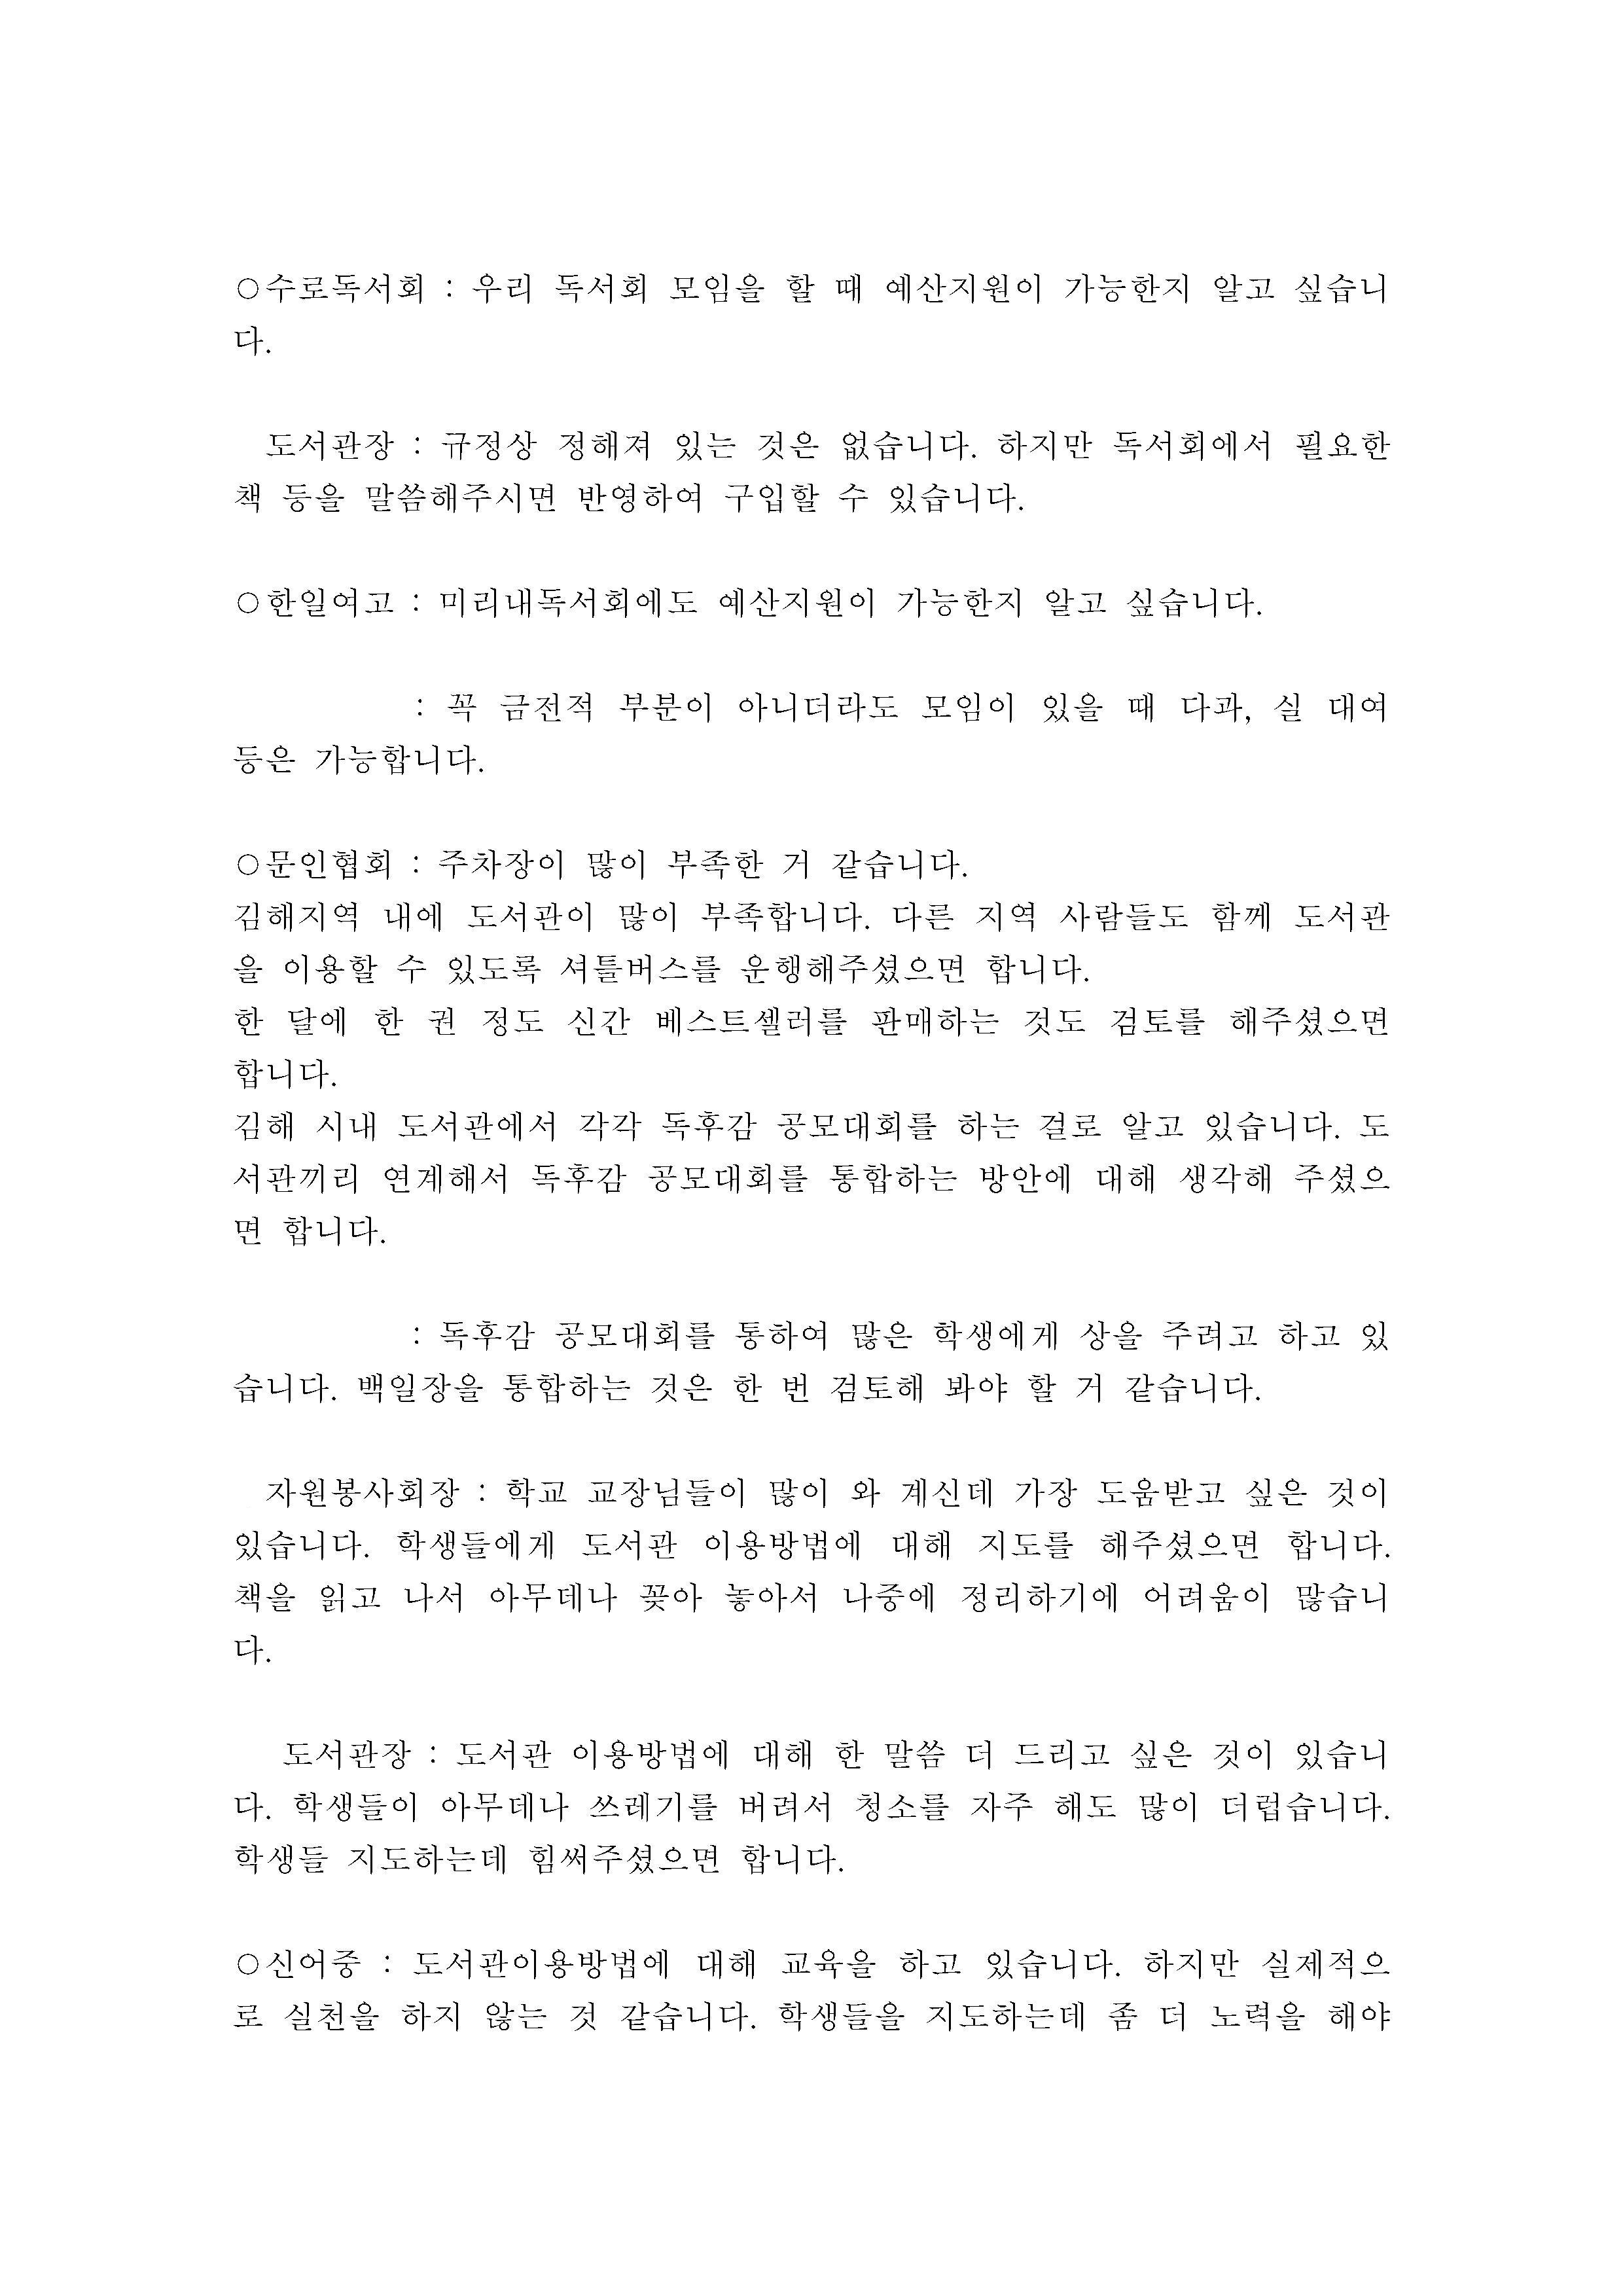 ○수로독서회 : 우리 독서회 모임을 할 때 예산지원이 가능한지 알고 싶습니
다.
도서관장 : 규정상 정해져 있는 것은 없습니다. 하지만 독서회에서 필요한
책 등을 말씀해주시면 반영하여 구입할 수 있습니다.
○한일여고 : 미리내독서회에도 예산지원이 가능한지 알고 싶습니다.
: 꼭 금전적 부분이 아니더라도 모임이 있을 때 다과, 실 대여
등은 가능합니다.
○문인협회 : 주차장이 많이 부족한 거 같습니다.
김해지역 내에 도서관이 많이 부족합니다. 다른 지역 사람들도 함께 도서관
을 이용할 수 있도록 셔틀버스를 운행해주셨으면 합니다.
한 달에 한 권 정도 신간 베스트셀러를 판매하는 것도 검토를 해주셨으면
합니다.
김해 시내 도서관에서 각각 독후감 공모대회를 하는 걸로 알고 있습니다. 도
서관끼리 연계해서 독후감 공모대회를 통합하는 방안에 대해 생각해 주셨으
면 합니다.
: 독후감 공모대회를 통하여 많은 학생에게 상을 주려고 하고 있
습니다. 백일장을 통합하는 것은 한 번 검토해 봐야 할 거 같습니다.
자원봉사회장 : 학교 교장님들이 많이 와 계신데 가장 도움받고 싶은 것이
있습니다. 학생들에게 도서관 이용방법에 대해 지도를 해주셨으면 합니다.
책을 읽고 나서 아무데나 꽂아 놓아서 나중에 정리하기에 어려움이 많습니
다.
도서관장 : 도서관 이용방법에 대해 한 말씀 더 드리고 싶은 것이 있습니
다. 학생들이 아무데나 쓰레기를 버려서 청소를 자주 해도 많이 더럽습니다.
학생들 지도하는데 힘써주셨으면 합니다.
○신어중 : 도서관이용방법에 대해 교육을 하고 있습니다. 하지만 실제적으
로 실천을 하지 않는 것 같습니다. 학생들을 지도하는데 좀 더 노력을 해야